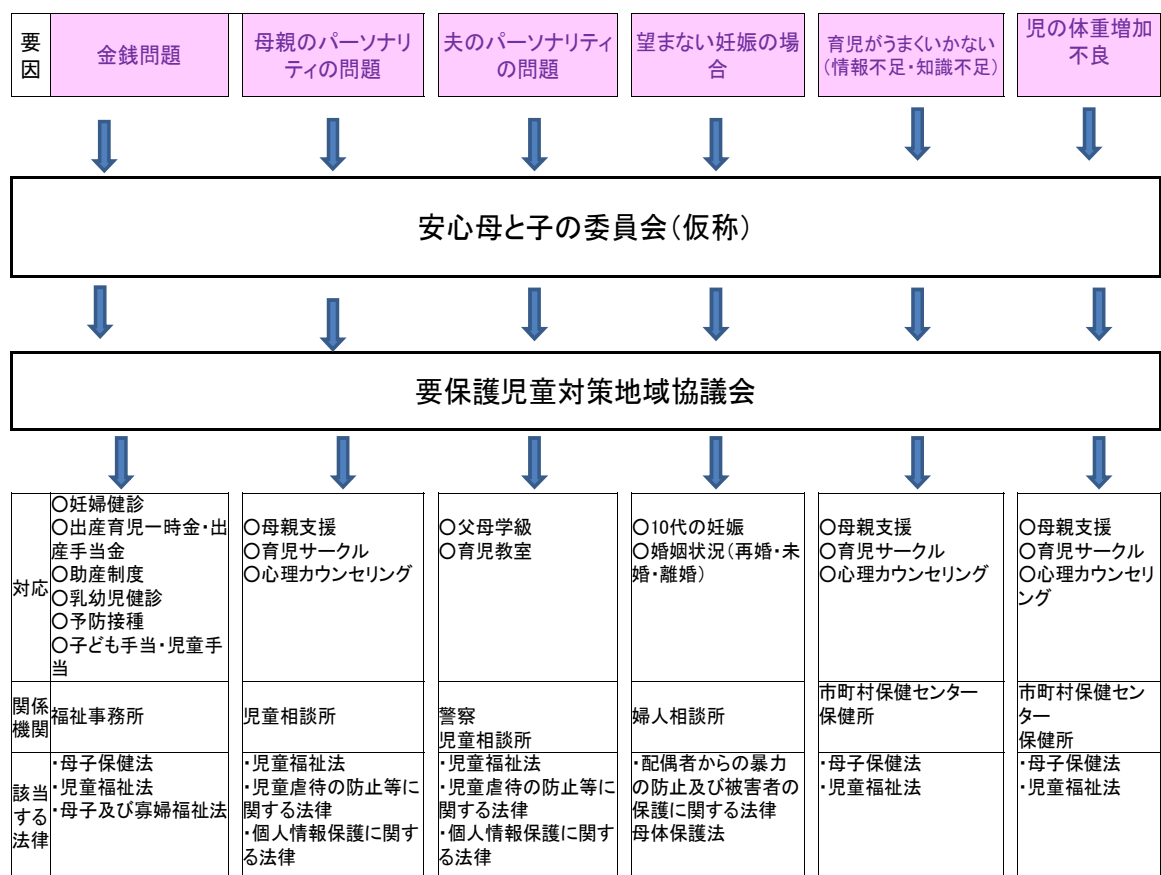 要
因
金銭問題
母親のパーソナリ
ティの問題
夫のパーソナリティ
の問題
望まない妊娠の場
合
育児がうまくいかない
（情報不足・知識不足）
児の体重増加
不良
安心母と子の委員会（仮称）
要保護児童対策地域協議会
対応
○妊婦健診
○出産育児一時金・出
産手当金
○助産制度
○乳幼児健診
○予防接種
○子ども手当・児童手
当
○母親支援
○育児サークル
○心理カウンセリング
○父母学級
○育児教室
○10代の妊娠
○婚姻状況（再婚・未
婚・離婚）
○母親支援
○育児サークル
○心理カウンセリング
○母親支援
○育児サークル
○心理カウンセリ
ング
関係
機関
福祉事務所
児童相談所
警察
児童相談所
婦人相談所
市町村保健センター
保健所
市町村保健セン
ター
保健所
該当
する
法律
・母子保健法
・児童福祉法
・母子及び寡婦福祉法
・児童福祉法
・児童虐待の防止等に
関する法律
・個人情報保護に関す
る法律
・児童福祉法
・児童虐待の防止等に
関する法律
・個人情報保護に関す
る法律
・配偶者からの暴力
の防止及び被害者の
保護に関する法律
母体保護法
・母子保健法
・児童福祉法
・母子保健法
・児童福祉法